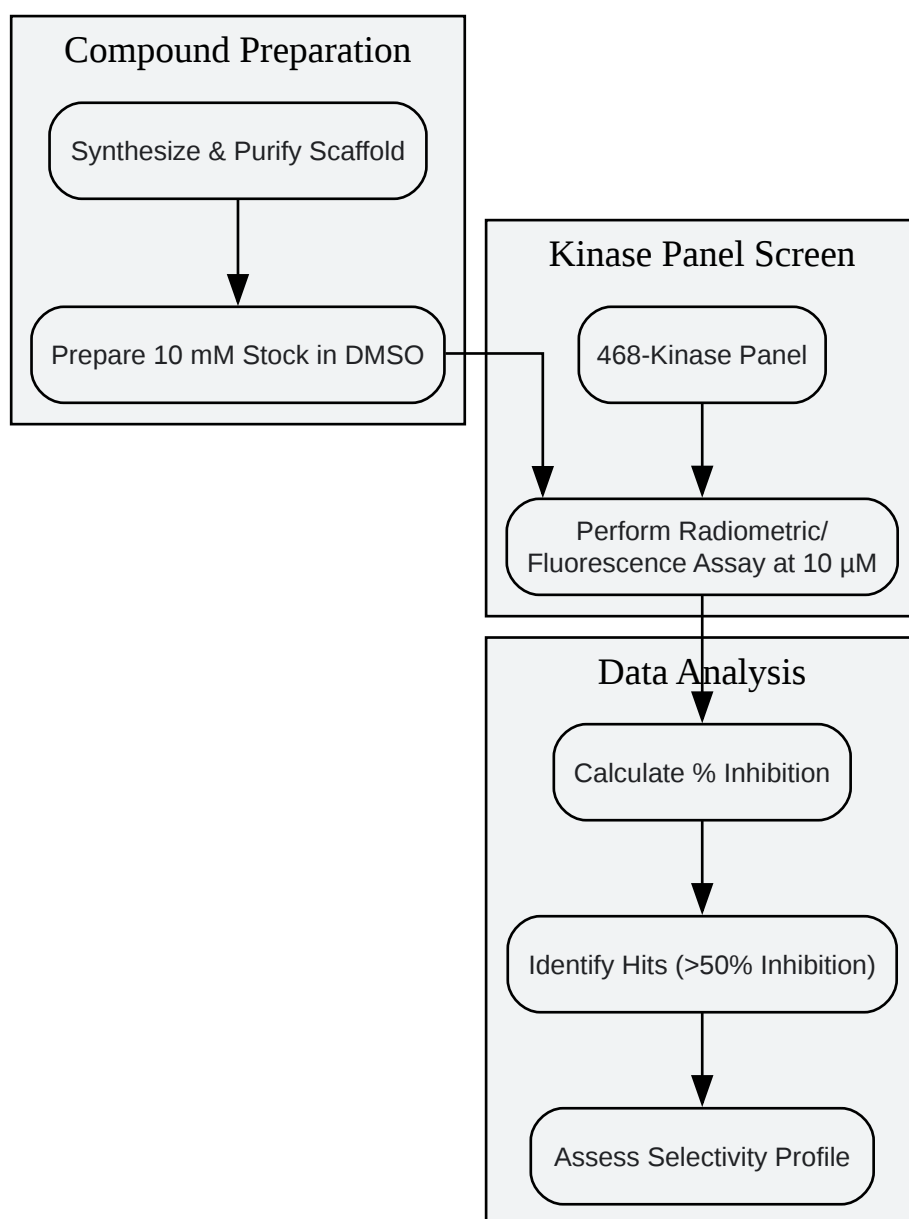 Compound Preparation
Synthesize & Purify Scaffold
Prepare 10 mM Stock in DMSO
Kinase Panel Screen
468-Kinase Panel
Perform Radiometric/
Fluorescence Assay at 10 µM
Data Analysis
Calculate % Inhibition
Identify Hits (>50% Inhibition)
Assess Selectivity Profile